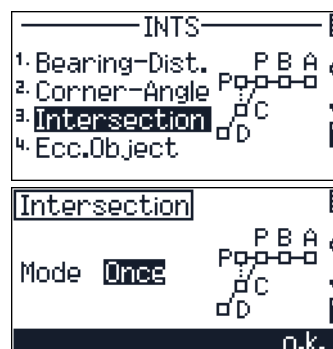 INTS
1. Bearing-Dist.
2. Corner-Angle
3. Intersection
4. Ecc.Object
P B A
P
C
D
Intersection
Mode Once
P B A
P
C
D
o.k.